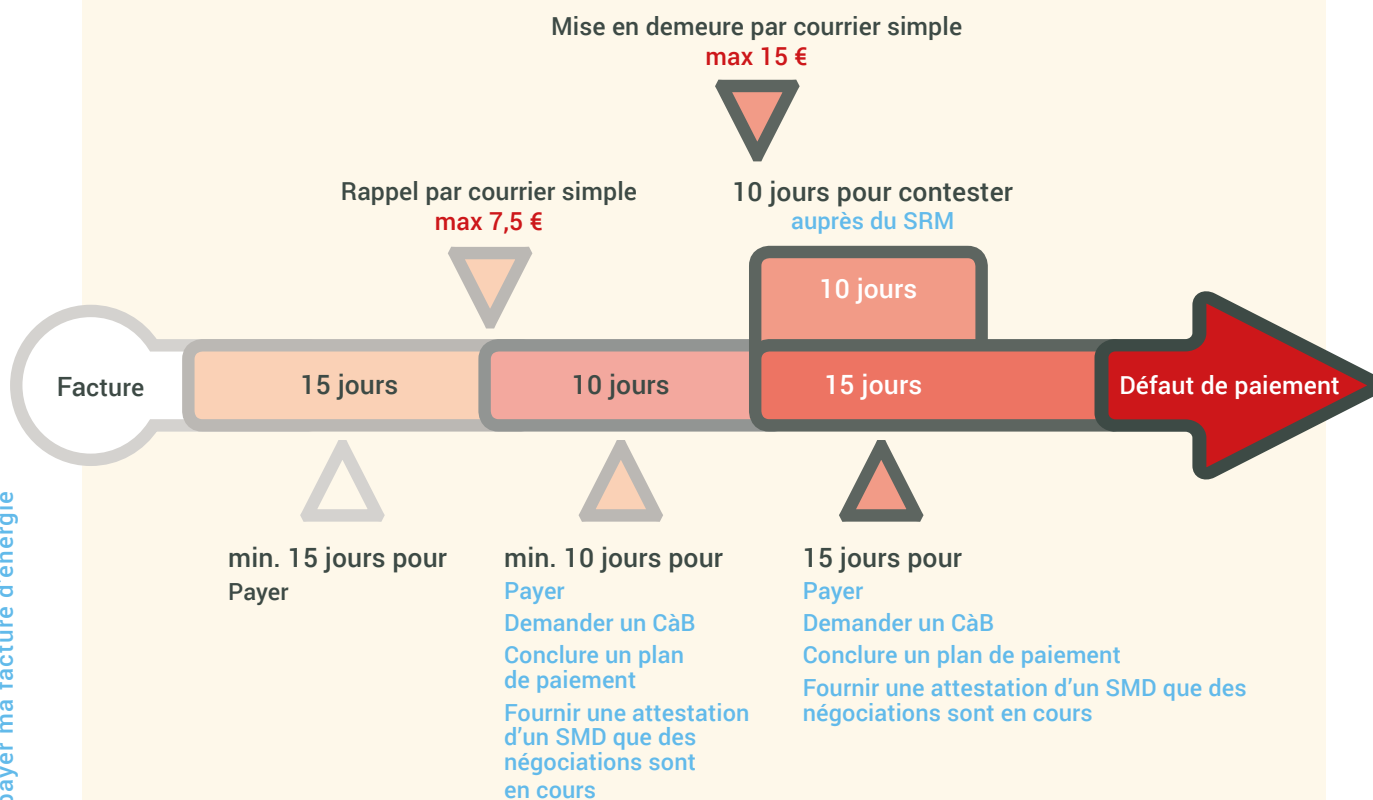 Mise en demeure par courrier simple
max 15 €
Rappel par courrier simple
max 7,5 €
10 jours pour contester
auprès du SRM
10 jours
Facture
15 jours
10 jours
15 jours
Défaut de paiement
min. 15 jours pour
Payer
min. 10 jours pour
Payer
Demander un CàB
Conclure un plan
de paiement
Fournir une attestation
d'un SMD que des
négociations sont
en cours
15 jours pour
Payer
Demander un CàB
Conclure un plan de paiement
Fournir une attestation d'un SMD que des
négociations sont en cours
payer ma facture d'énergie